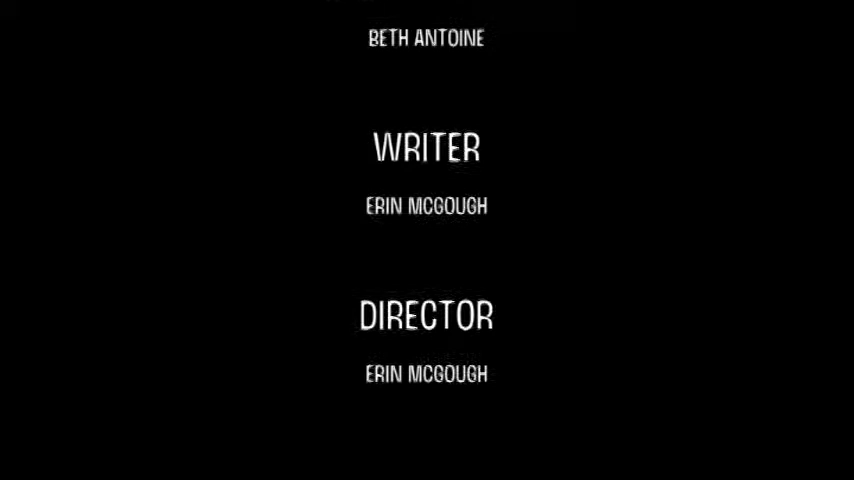 BETH ANTOINE
WRITER
ERIN MCGOUGH
DIRECTOR
ERIN MCGOUGH